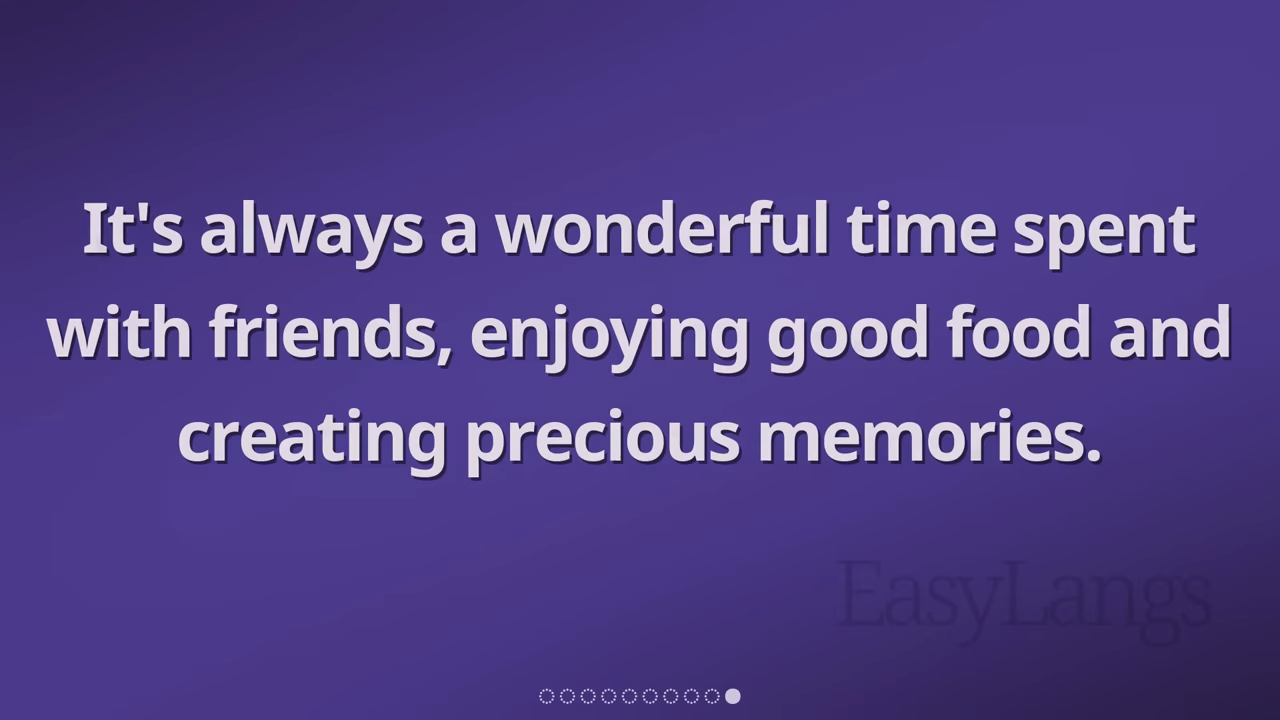 It's always a wonderful time spent
with friends, enjoying good food and
creating precious memories.
EasyLangs